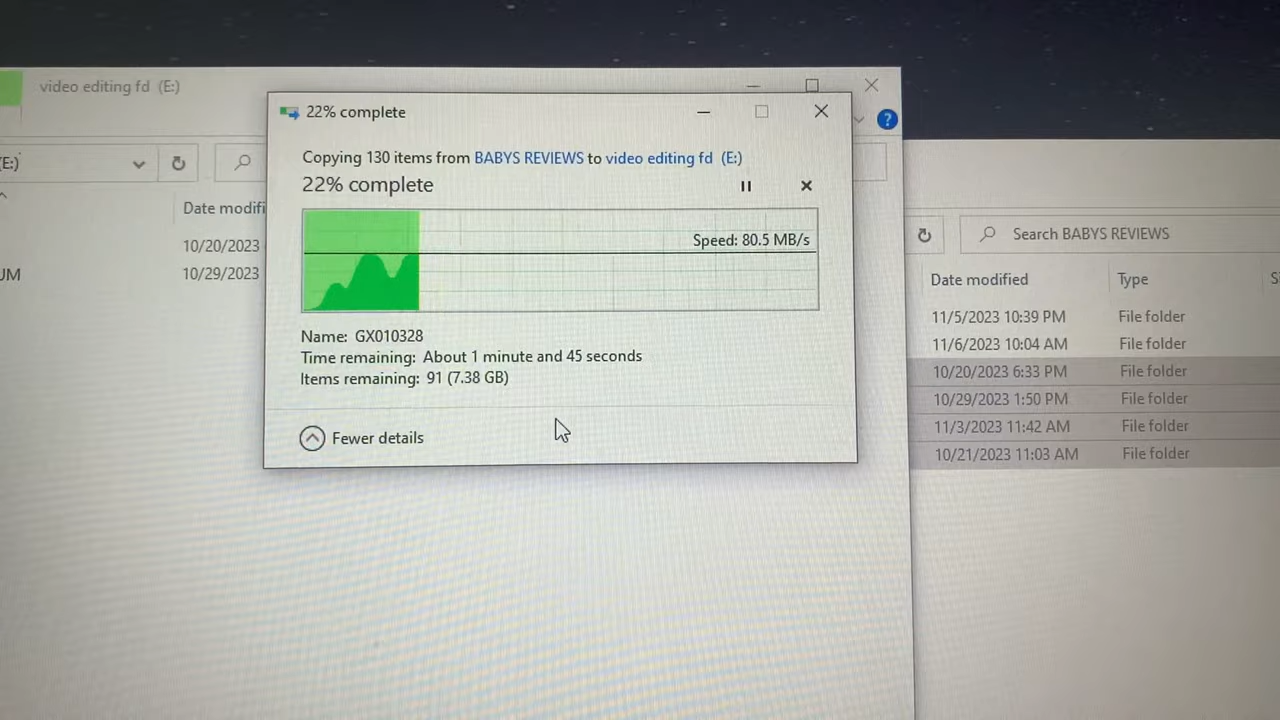 video editing fd (E:)
22% complete
?
Copying 130 items from BABYS REVIEWS to video editing fd (E:)
(E:)
22% complete
Date modifi
Speed: 80.5 MB/s
Search BABYS REVIEWS
10/20/2023
UM
10/29/2023
Date modified
Type
Name: GX010328
11/5/2023 10:39 PM
File folder
Time remaining: About 1 minute and 45 seconds
11/6/2023 10:04 AM
File folder
Items remaining: 91 (7.38 GB)
10/20/2023 6:33 PM
File folder
10/29/2023 1:50 PM
File folder
Fewer details
11/3/2023 11:42 AM
File folder
10/21/2023 11:03 AM
File folder